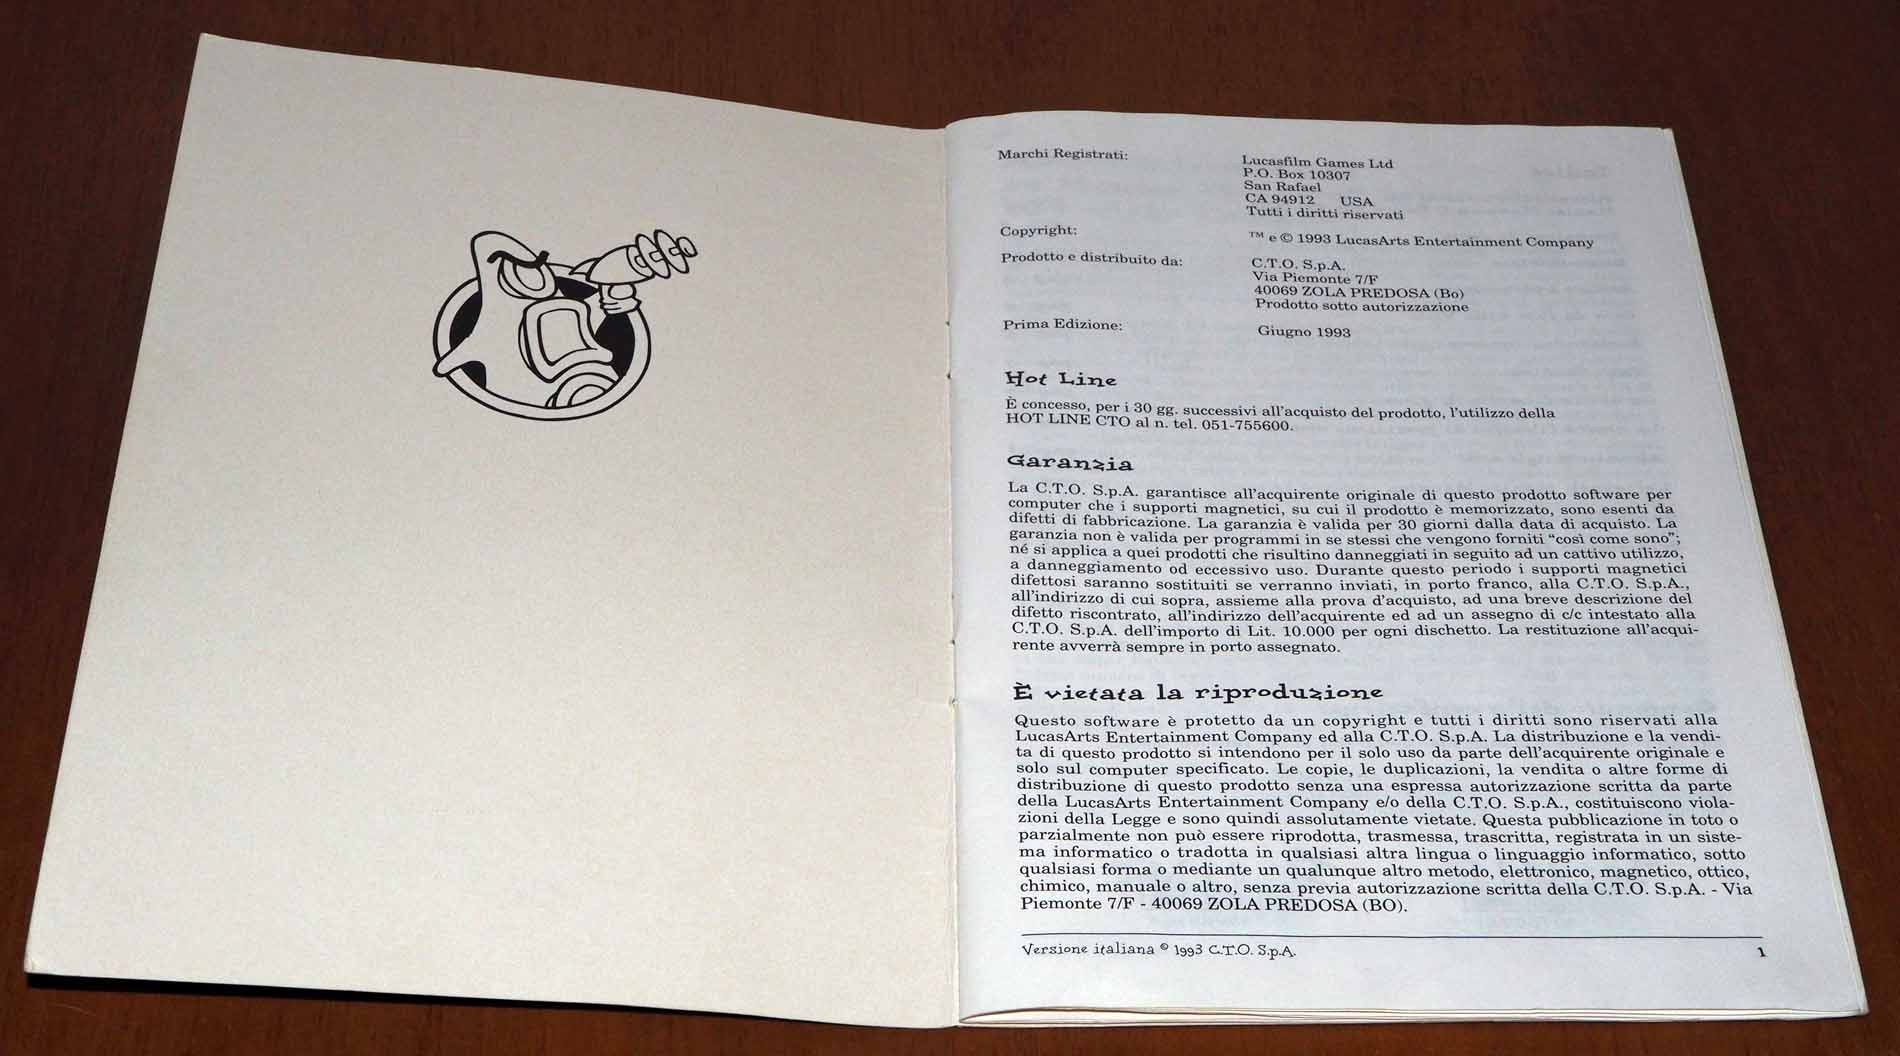 Marchi Registrati:
Lucasfilm Games Ltd
P.O. Box 10307
San Rafael
CA 94912 USA
Tutti i diritti riservati
Copyright:
™ e © 1993 LucasArts Entertainment Company
Prodotto e distribuito da:
C.T.O. S.p.A.
Via Piemonte 7/F
40069 ZOLA PREDOSA (Bo)
Prodotto sotto autorizzazione
Prima Edizione:
Giugno 1993
Hot Line
È concesso, per i 30 gg. successivi all'acquisto del prodotto, l'utilizzo della
HOT LINE CTO al n. tel. 051-755600.
Garanzia
La C.T.O. S.p.A. garantisce all'acquirente originale di questo prodotto software per
computer che i supporti magnetici, su cui il prodotto è memorizzato, sono esenti da
difetti di fabbricazione. La garanzia è valida per 30 giorni dalla data di acquisto. La
garanzia non è valida per programmi in se stessi che vengono forniti “così come sono”;
né si applica a quei prodotti che risultino danneggiati in seguito ad un cattivo utilizzo,
a danneggiamento od eccessivo uso. Durante questo periodo i supporti magnetici
difettosi saranno sostituiti se verranno inviati, in porto franco, alla C.T.O. S.p.A.,
all'indirizzo di cui sopra, assieme alla prova d'acquisto, ad una breve descrizione del
difetto riscontrato, all'indirizzo dell'acquirente ed ad un assegno di c/c intestato alla
C.T.O. S.p.A. dell'importo di Lit. 10.000 per ogni dischetto. La restituzione all'acqui-
rente avverrà sempre in porto assegnato.
È vietata la riproduzione
Questo software è protetto da un copyright e tutti i diritti sono riservati alla
LucasArts Entertainment Company ed alla C.T.O. S.p.A. La distribuzione e la vendi-
ta di questo prodotto si intendono per il solo uso da parte dell'acquirente originale e
solo sul computer specificato. Le copie, le duplicazioni, la vendita o altre forme di
distribuzione di questo prodotto senza una espressa autorizzazione scritta da parte
della LucasArts Entertainment Company e/o della C.T.O. S.p.A., costituiscono viola-
zioni della Legge e sono quindi assolutamente vietate. Questa pubblicazione in toto o
parzialmente non può essere riprodotta, trasmessa, trascritta, registrata in un siste-
ma informatico o tradotta in qualsiasi altra lingua o linguaggio informatico, sotto
qualsiasi forma o mediante un qualunque altro metodo, elettronico, magnetico, ottico,
chimico, manuale o altro, senza previa autorizzazione scritta della C.T.O. S.p.A. - Via
Piemonte 7/F - 40069 ZOLA PREDOSA (BO).
Versione italiana © 1993 C.T.O. S.p.A.
1